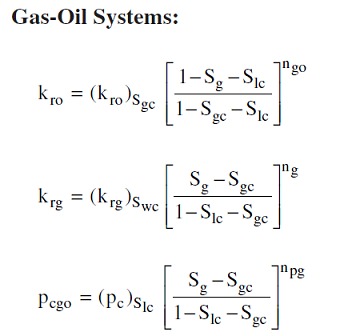 Gas-Oil Systems:
k_ro = (k_ro)_Sgc [ (1−S_g−S_lc) / (1−S_gc−S_lc) ]^n_go
k_rg = (k_rg)_Swc [ (S_g−S_gc) / (1−S_lc−S_gc) ]^n_g
p_cgo = (p_c)_Slc [ (S_g−S_gc) / (1−S_lc−S_gc) ]^n_pg